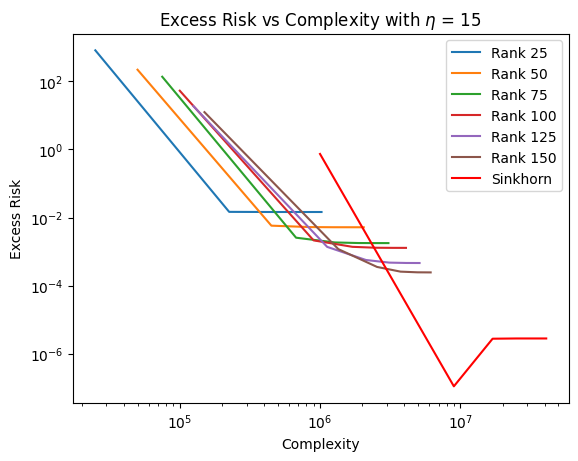 Excess Risk vs Complexity with η = 15
Excess Risk
10²
10⁰
10⁻²
10⁻⁴
10⁻⁶
Rank 25
Rank 50
Rank 75
Rank 100
Rank 125
Rank 150
Sinkhorn
10⁵
10⁶
10⁷
Complexity